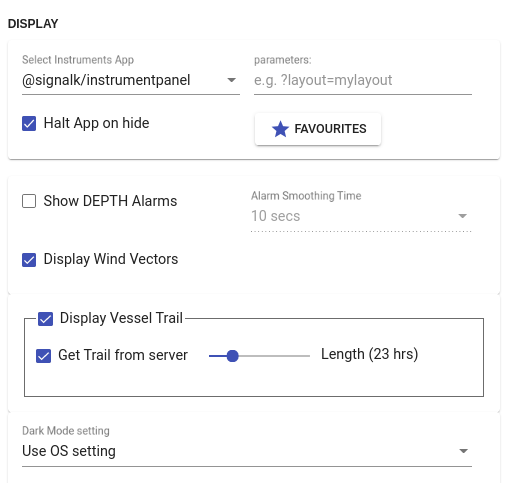 DISPLAY
Select Instruments App
parameters:
@signalk/instrumentpanel
e.g. ?layout=mylayout
Halt App on hide
FAVOURITES
Show DEPTH Alarms
Alarm Smoothing Time
10 secs
Display Wind Vectors
Display Vessel Trail
Get Trail from server
Length (23 hrs)
Dark Mode setting
Use OS setting